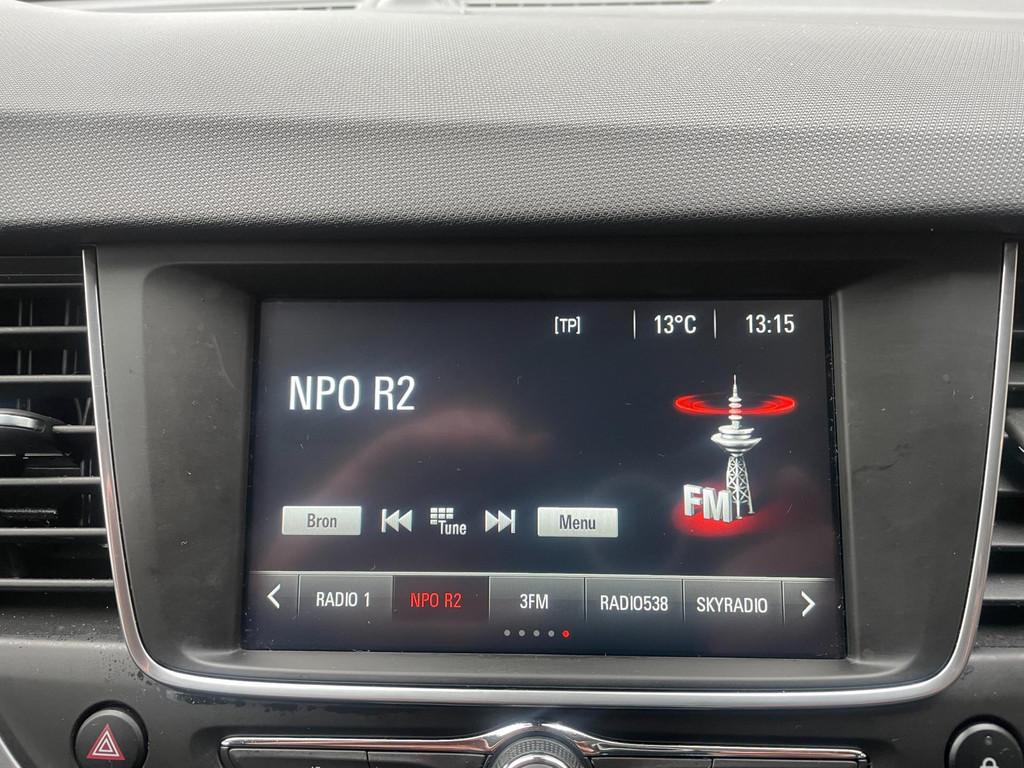 [TP] 13°C 13:15
NPO R2
FM
Bron Tune Menu
RADIO 1 NPO R2 3FM RADIO538 SKYRADIO